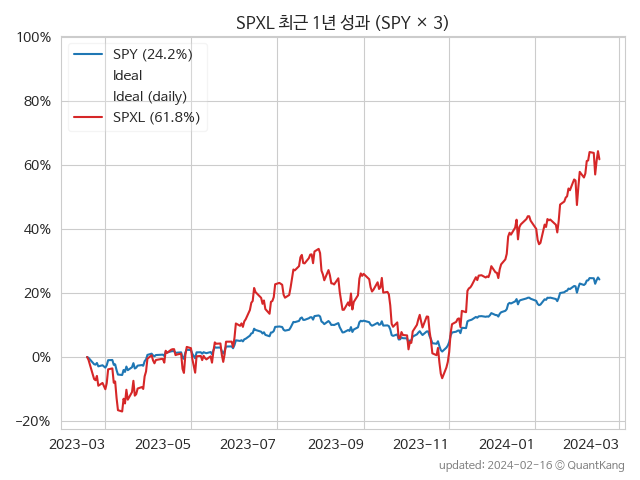 SPXL 최근 1년 성과 (SPY × 3)
100%
80%
60%
40%
20%
0%
−20%
SPY (24.2%)
Ideal
Ideal (daily)
SPXL (61.8%)
2023-03
2023-05
2023-07
2023-09
2023-11
2024-01
2024-03
updated: 2024-02-16 © QuantKang